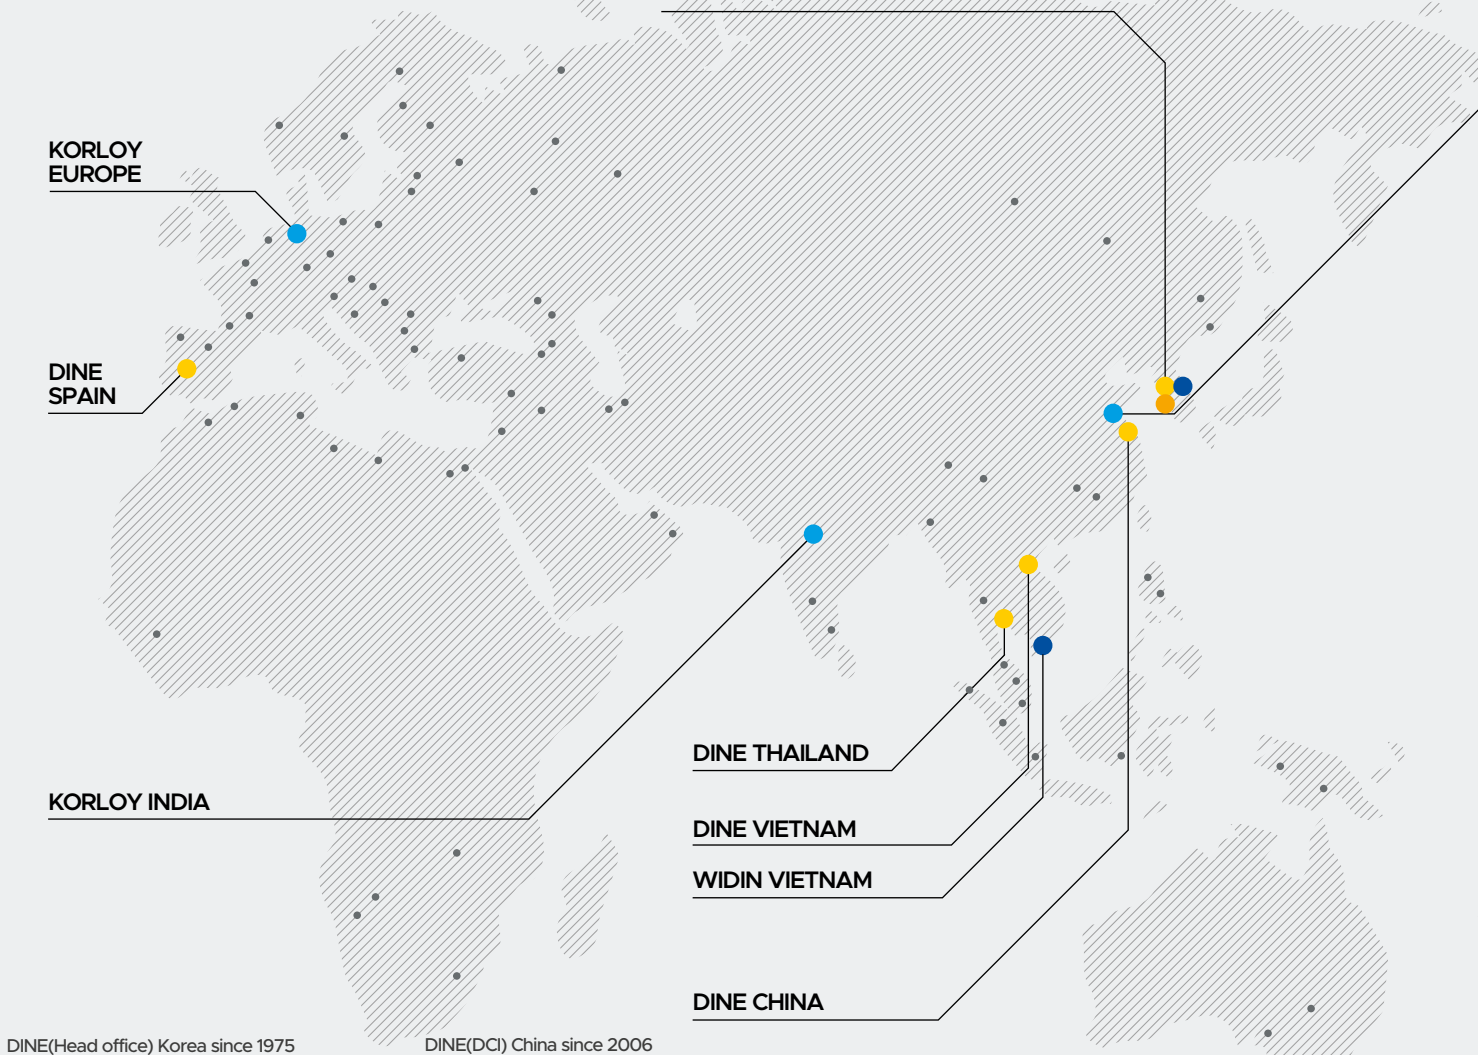 KORLOY
EUROPE
DINE
SPAIN
KORLOY INDIA
DINE THAILAND
DINE VIETNAM
WIDIN VIETNAM
DINE CHINA
DINE(Head office) Korea since 1975
DINE(DCI) China since 2006